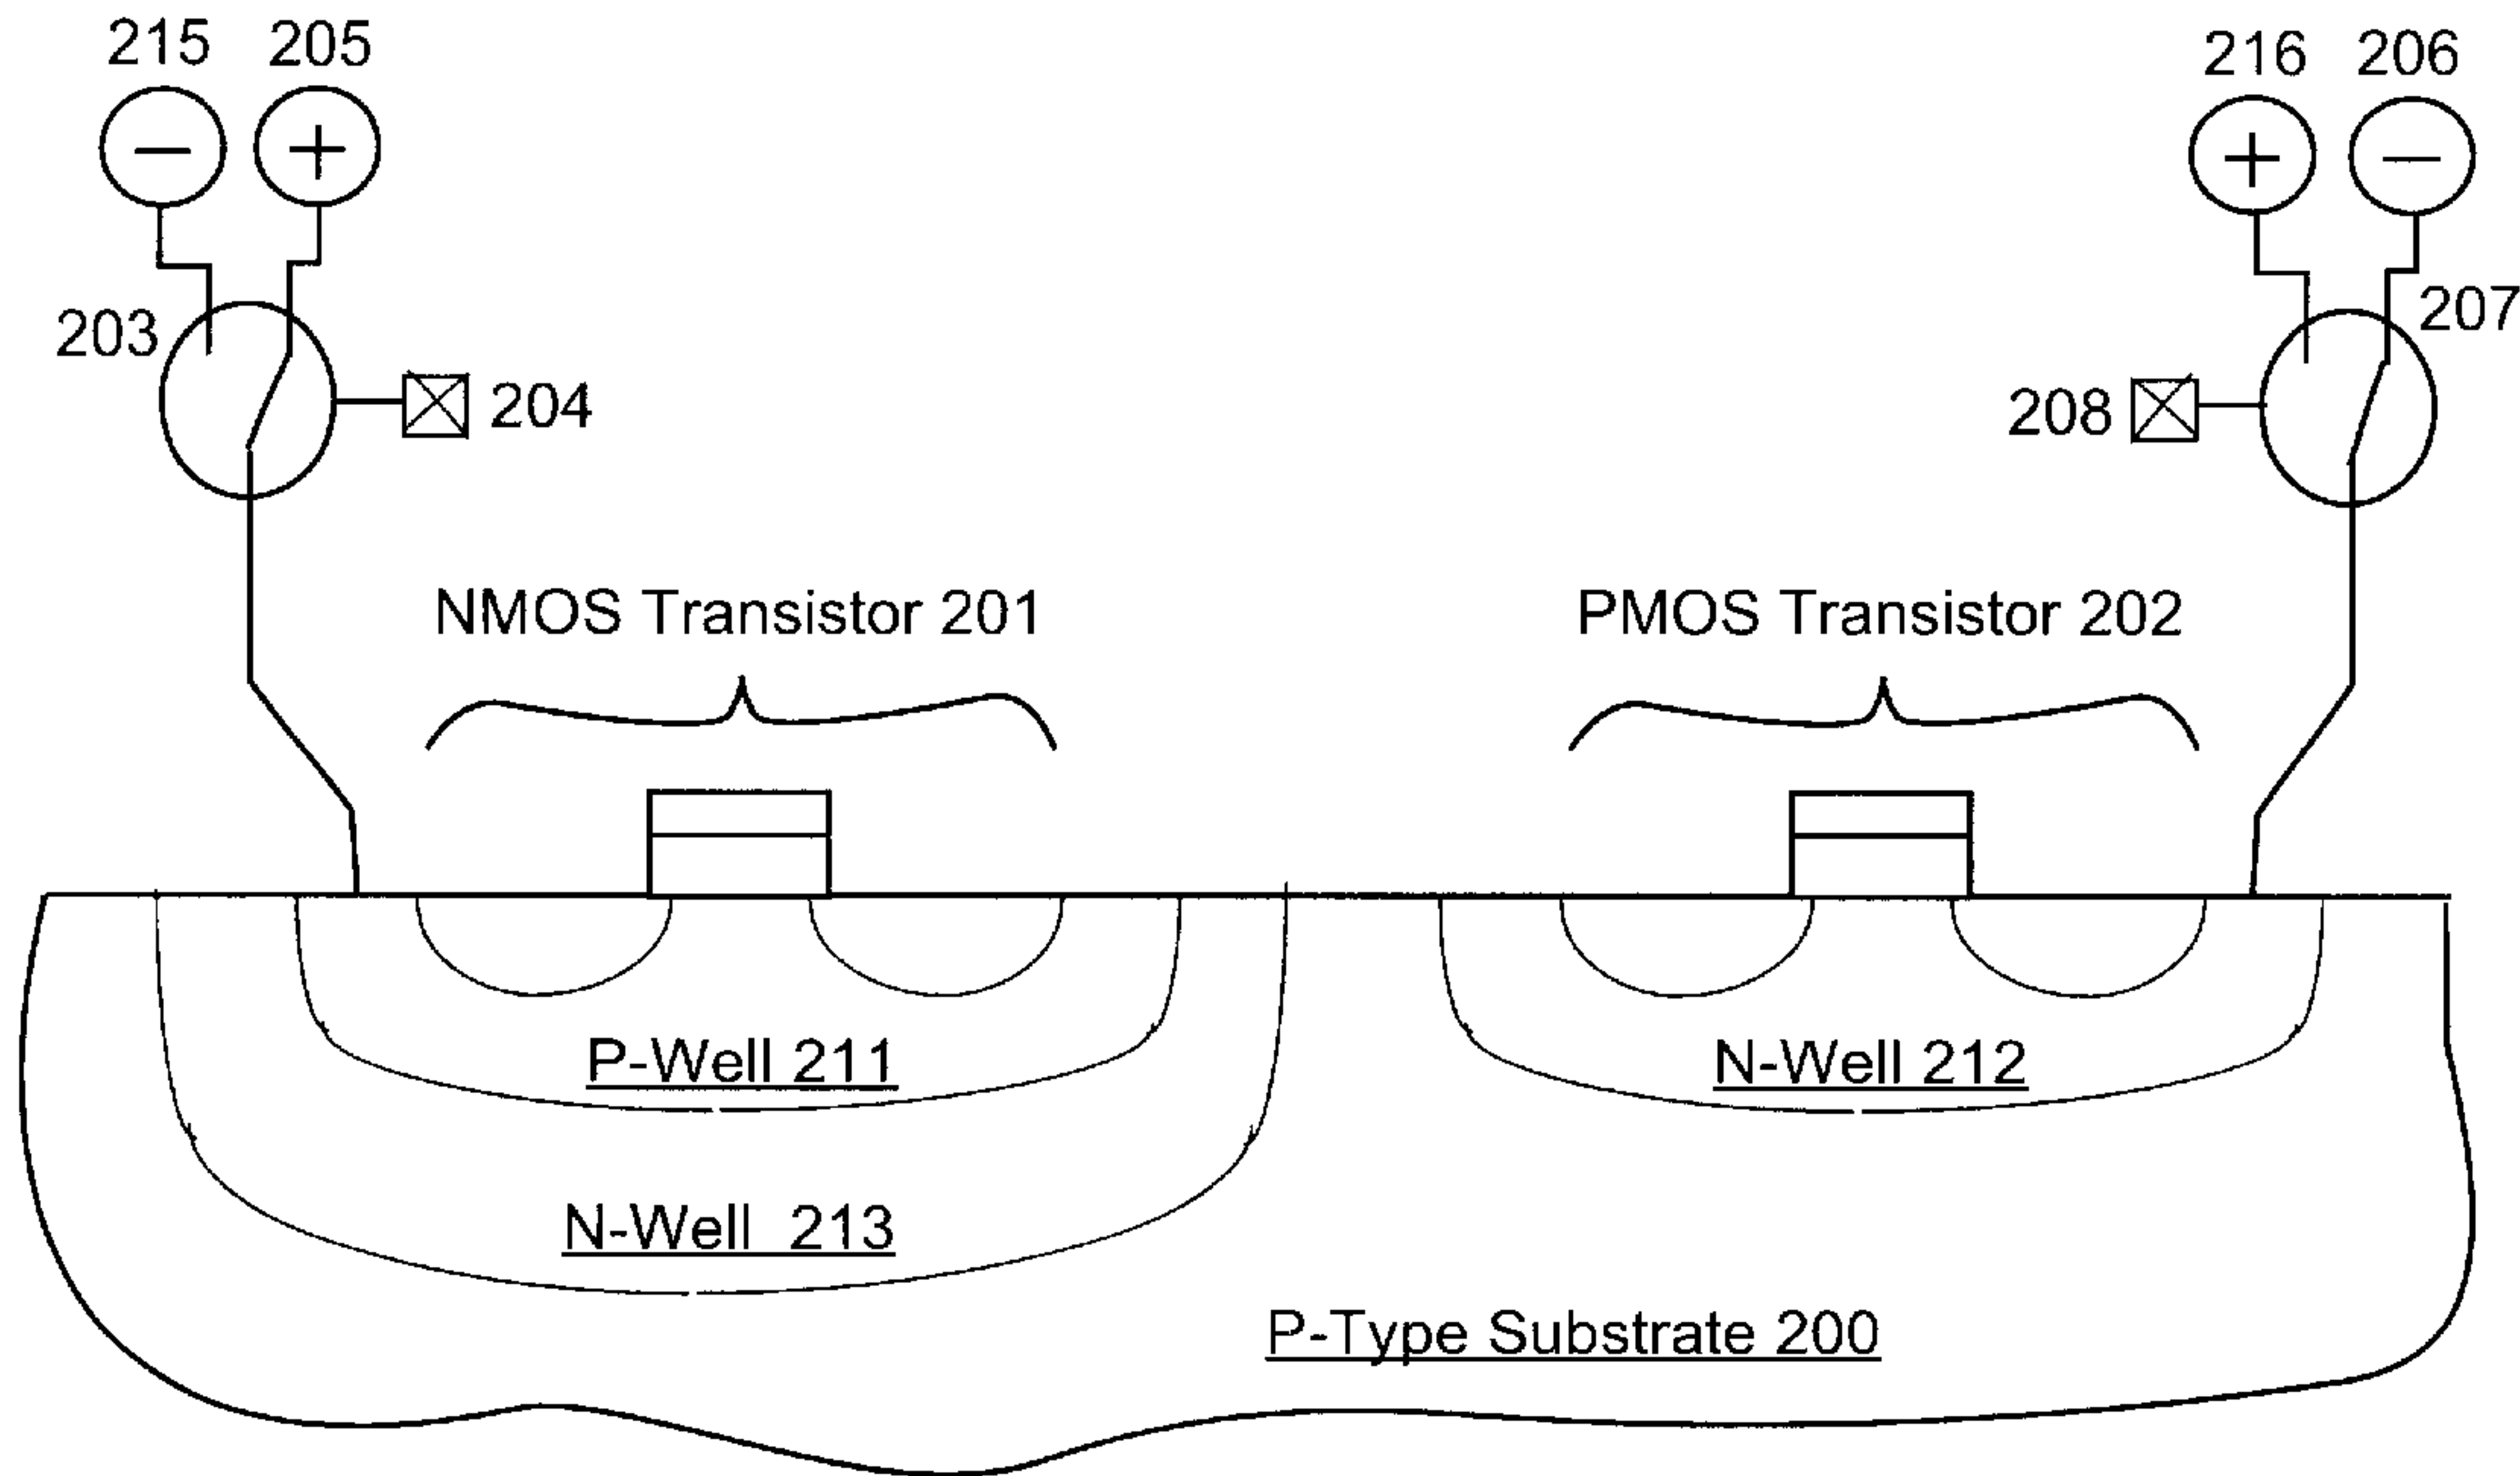 215 205
216 206
203
207
204
208
NMOS Transistor 201
PMOS Transistor 202
P-Well 211
N-Well 212
N-Well 213
P-Type Substrate 200